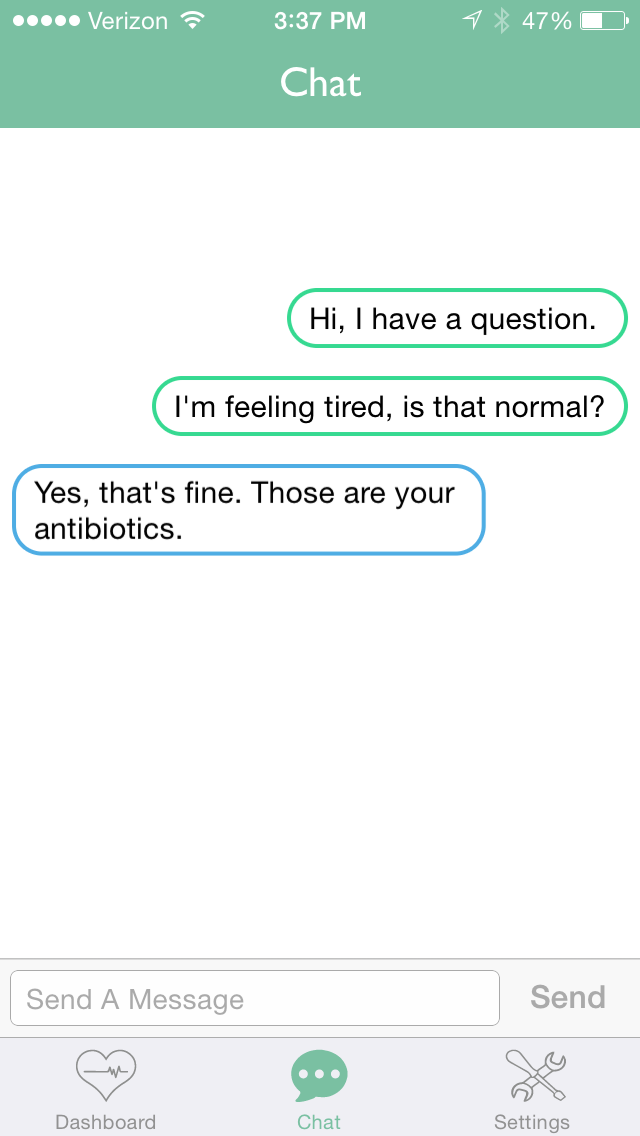 Verizon 3:37 PM 47%
Chat
Hi, I have a question.
I'm feeling tired, is that normal?
Yes, that's fine. Those are your
antibiotics.
Send A Message Send
Dashboard Chat Settings